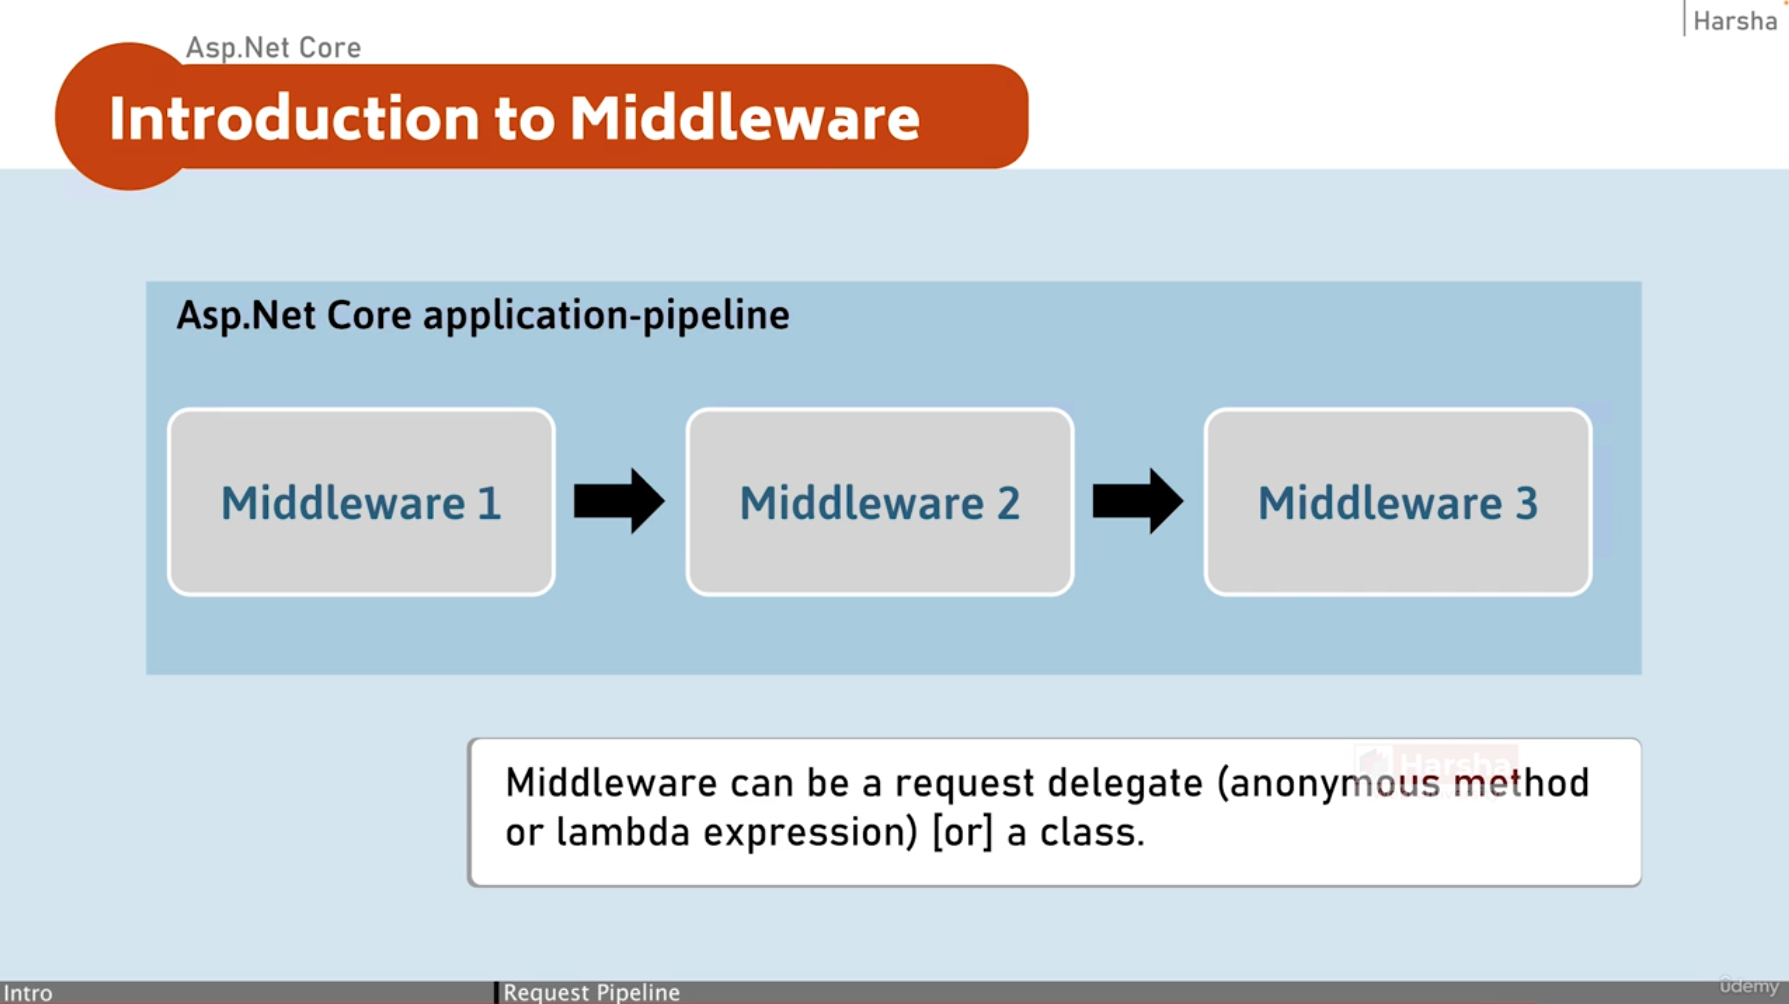 Harsha
Asp.Net Core
Introduction to Middleware
Asp.Net Core application-pipeline
Middleware 1
Middleware 2
Middleware 3
Harsha
Middleware can be a request delegate (anonymous method
or lambda expression) [or] a class.
Intro
Request Pipeline
ûdemy